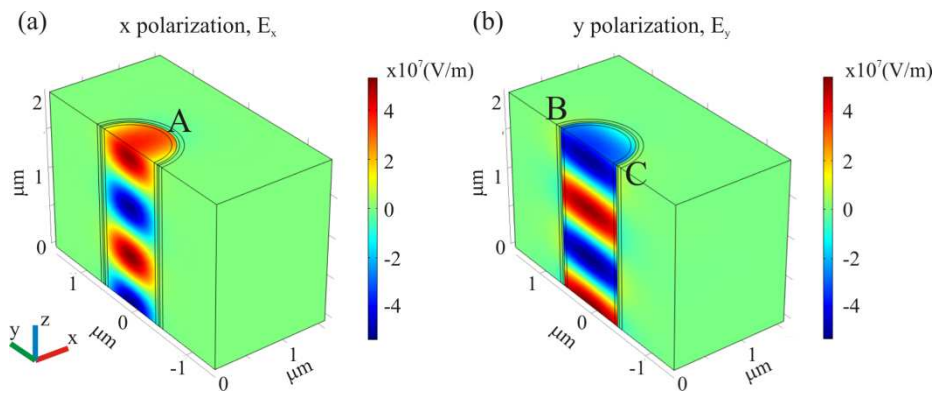 (a) x polarization, Eₓ
x10⁷(V/m)
A
2
1
0
μm
4
2
0
-2
-4
1
0
-1
μm
0
1
μm
z
y
x
(b) y polarization, E_y
x10⁷(V/m)
B
C
2
1
0
μm
4
2
0
-2
-4
1
0
-1
μm
0
1
μm